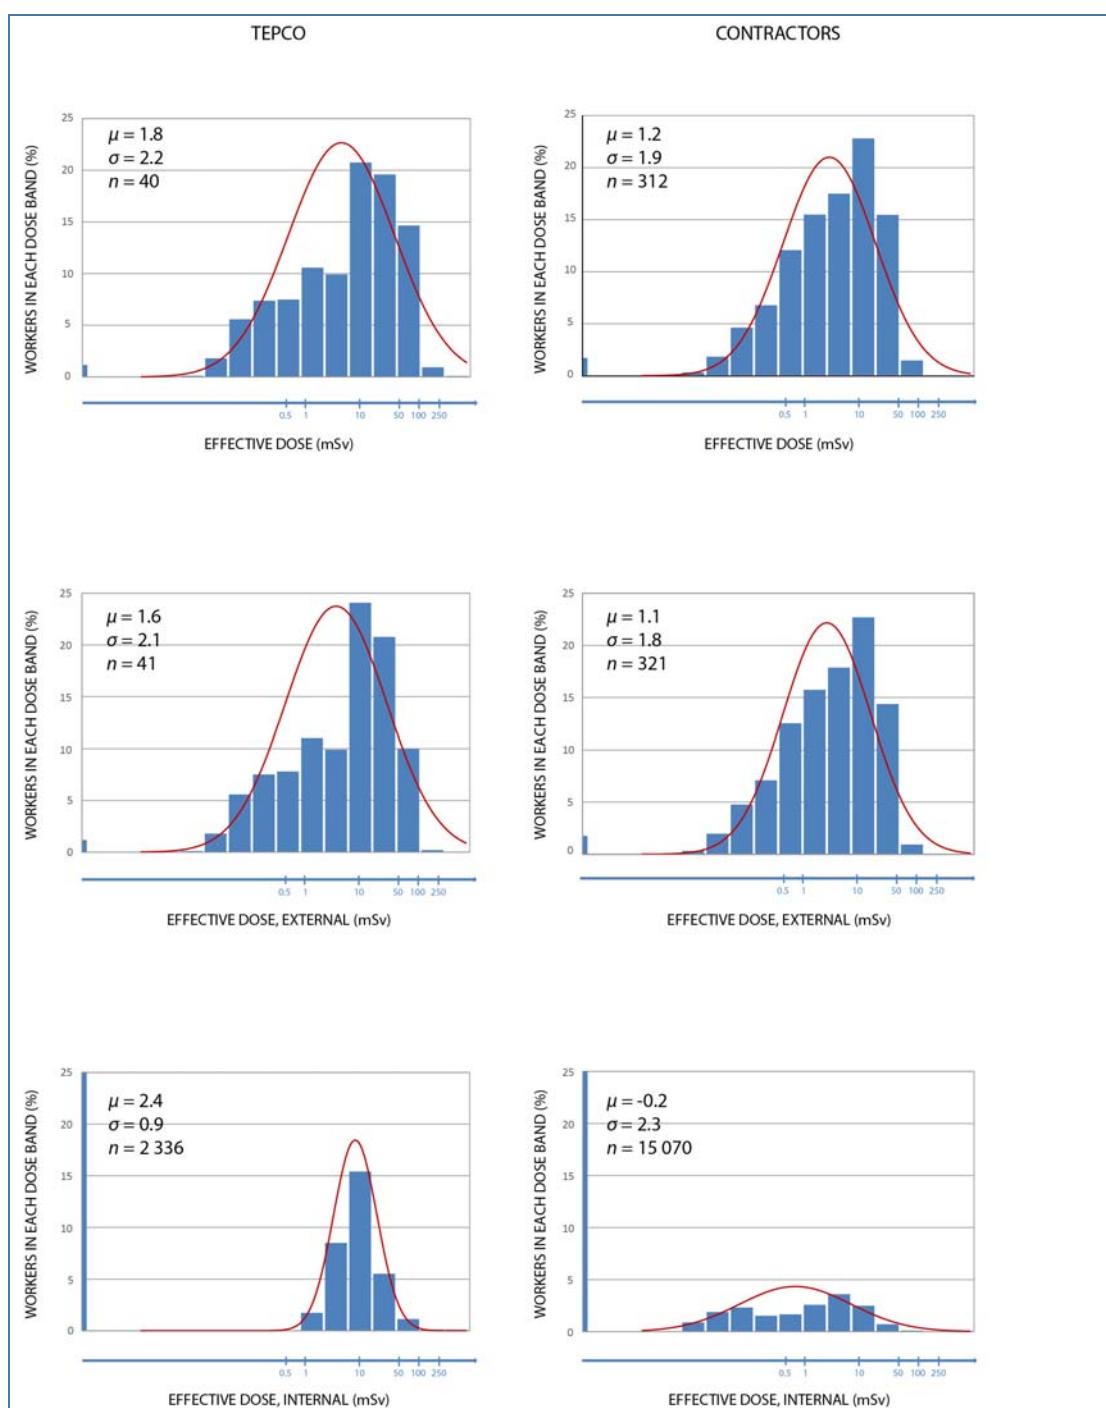 TEPCO
CONTRACTORS
WORKERS IN EACH DOSE BAND (%)
25
20
15
10
5
0
μ = 1.8
σ = 2.2
n = 40
0.5 1 10 50 100 250
EFFECTIVE DOSE (mSv)
WORKERS IN EACH DOSE BAND (%)
25
20
15
10
5
0
μ = 1.2
σ = 1.9
n = 312
0.5 1 10 50 100 250
EFFECTIVE DOSE (mSv)
WORKERS IN EACH DOSE BAND (%)
25
20
15
10
5
0
μ = 1.6
σ = 2.1
n = 41
0.5 1 10 50 100 250
EFFECTIVE DOSE, EXTERNAL (mSv)
WORKERS IN EACH DOSE BAND (%)
25
20
15
10
5
0
μ = 1.1
σ = 1.8
n = 321
0.5 1 10 50 100 250
EFFECTIVE DOSE, EXTERNAL (mSv)
WORKERS IN EACH DOSE BAND (%)
25
20
15
10
5
0
μ = 2.4
σ = 0.9
n = 2 336
0.5 1 10 50 100 250
EFFECTIVE DOSE, INTERNAL (mSv)
WORKERS IN EACH DOSE BAND (%)
25
20
15
10
5
0
μ = -0.2
σ = 2.3
n = 15 070
0.5 1 10 50 100 250
EFFECTIVE DOSE, INTERNAL (mSv)